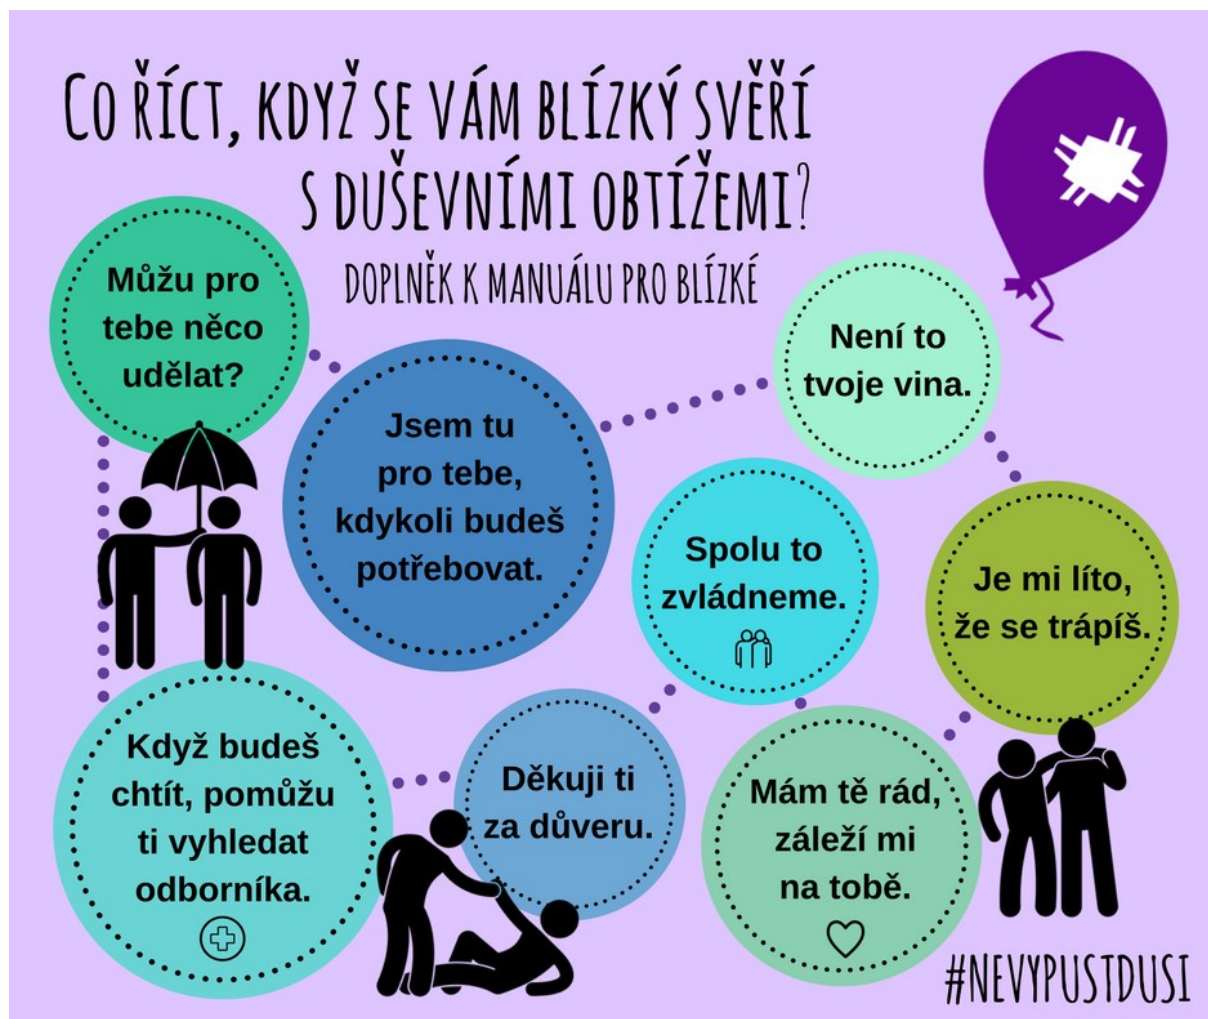 Co říct, když se vám blízký svěří
s duševními obtížemi?
doplněk k manuálu pro blízké
Můžu pro
tebe něco
udělat?
Jsem tu
pro tebe,
kdykoli budeš
potřebovat.
Není to
tvoje vina.
Spolu to
zvládneme.
Je mi líto,
že se trápíš.
Když budeš
chtít, pomůžu
ti vyhledat
odborníka.
Děkuji ti
za důveru.
Mám tě rád,
záleží mi
na tobě.
#NEVYPUSTDUSI